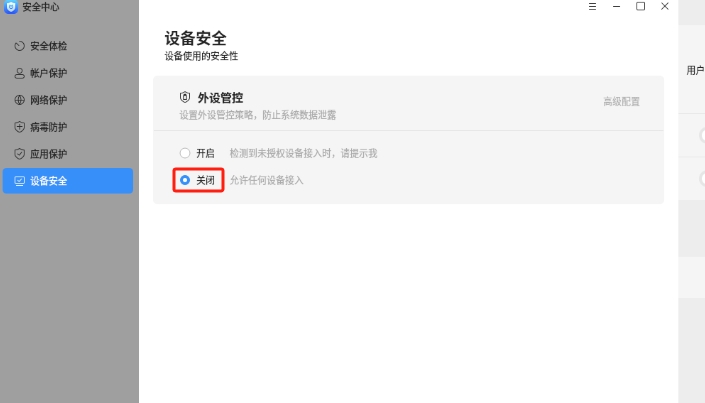 安全中心
安全体检
帐户保护
网络保护
病毒防护
应用保护
设备安全
设备安全
设备使用的安全性
外设管控
设置外设管控策略，防止系统数据泄露
高级配置
开启 检测到未授权设备接入时，请提示我
关闭 允许任何设备接入
用户